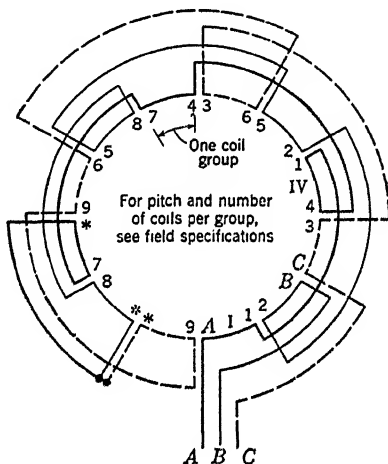 4 3
7
8
6
5
One coil
group
5
6
2
1
IV
4
3
For pitch and number
of coils per group,
see field specifications
9
*
7
8
C
B
2
1
I
A
9
* *
A B C